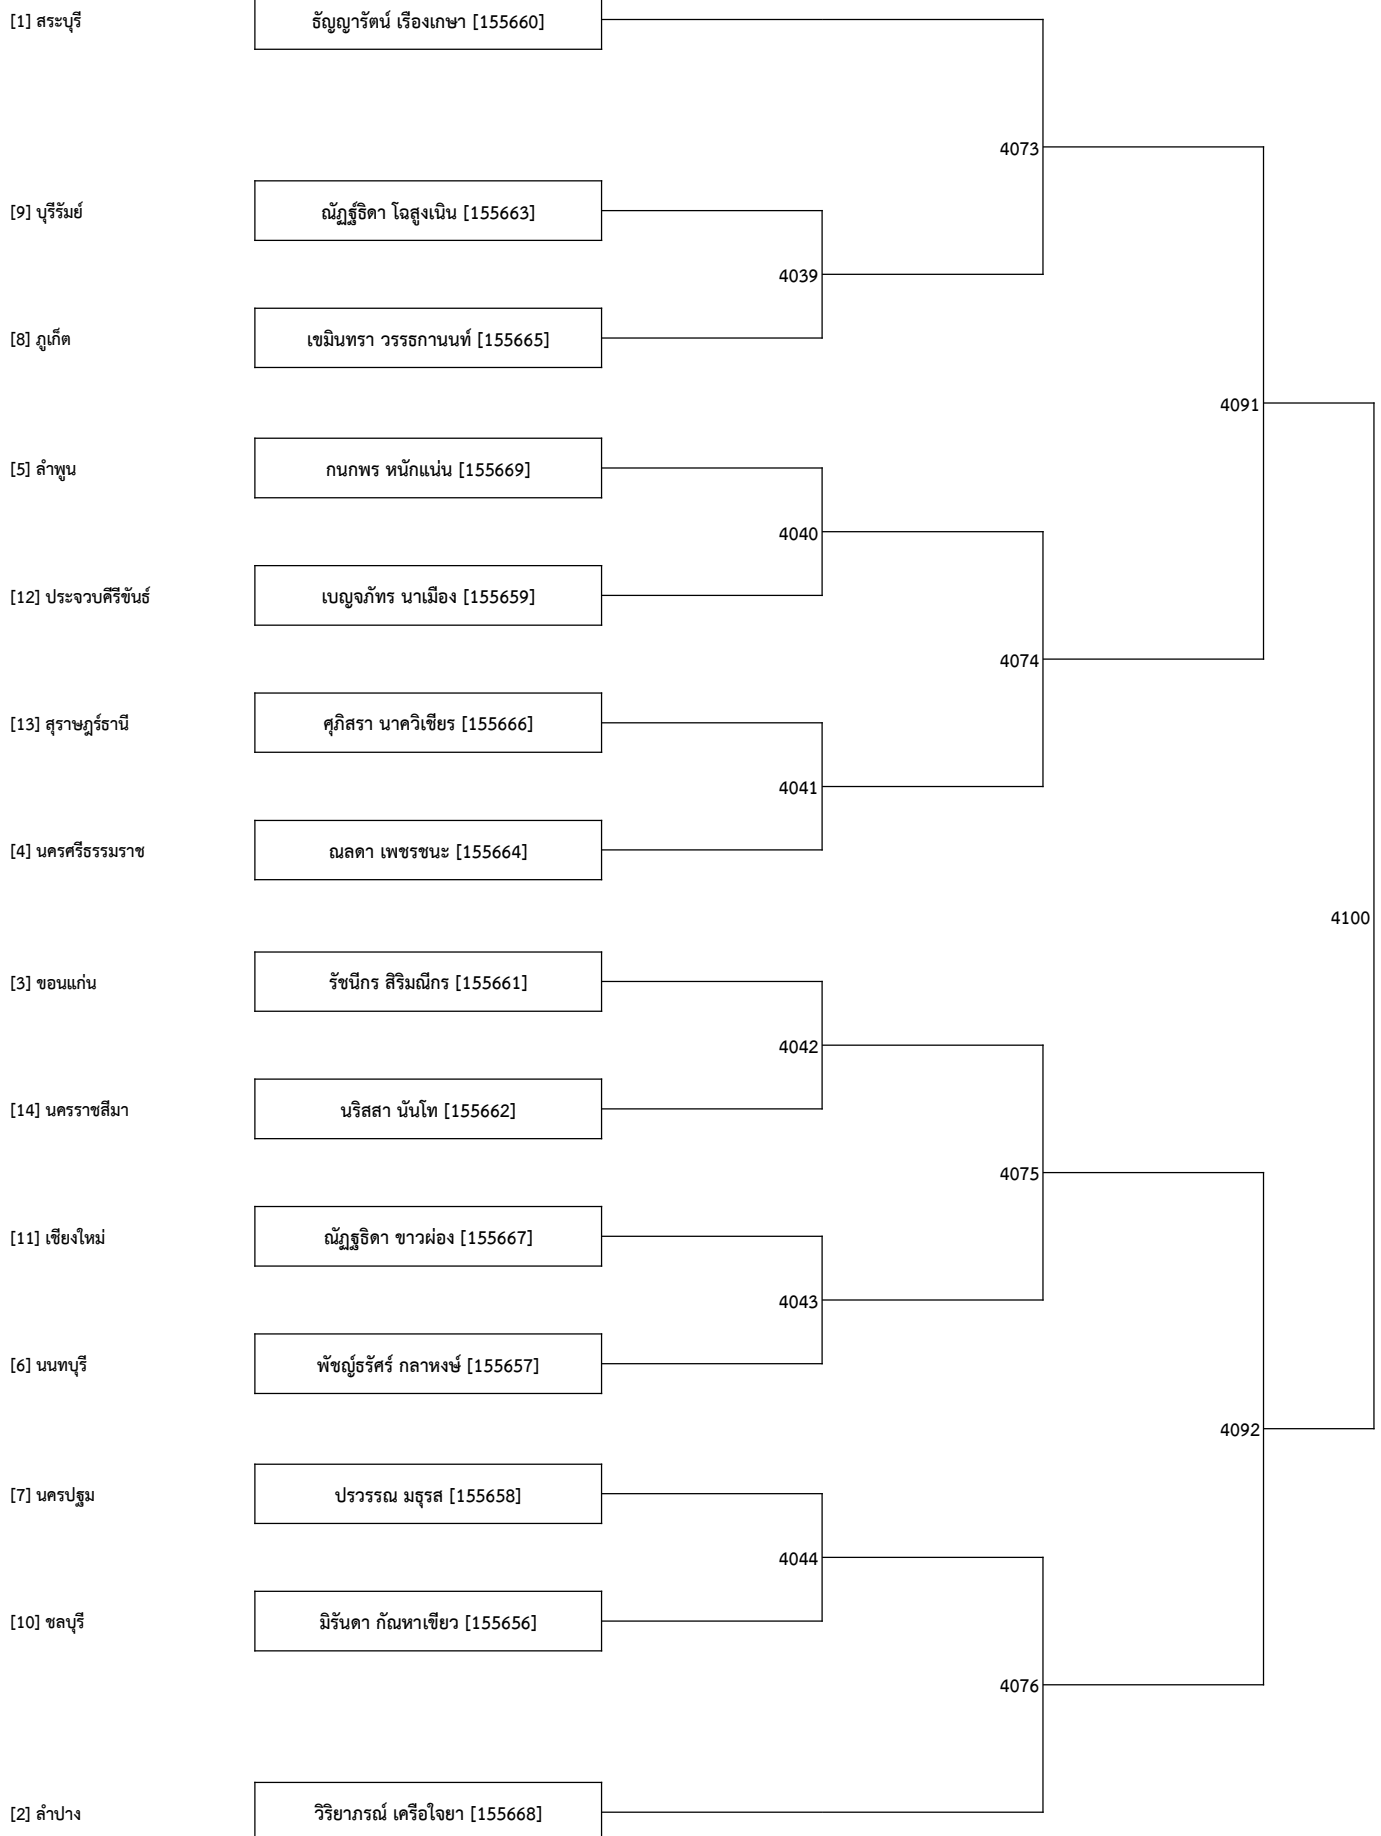 [1] สระบุรี
ธัญญารัตน์ เรืองเกษา [155660]
4073
[9] บุรีรัมย์
ณัฏฐ์ธิดา โฉสูงเนิน [155663]
4039
[8] ภูเก็ต
เขมินทรา วรรธกานนท์ [155665]
4091
[5] ลำพูน
กนกพร หนักแน่น [155669]
4040
[12] ประจวบคีรีขันธ์
เบญจภัทร นาเมือง [155659]
4074
[13] สุราษฎร์ธานี
ศุภิสรา นาควิเชียร [155666]
4041
[4] นครศรีธรรมราช
ณลดา เพชรชนะ [155664]
4100
[3] ขอนแก่น
รัชนีกร สิริมณีกร [155661]
4042
[14] นครราชสีมา
นริสสา นันโท [155662]
4075
[11] เชียงใหม่
ณัฏฐธิดา ขาวผ่อง [155667]
4043
[6] นนทบุรี
พัชญ์ธรัศร์ กลาหงษ์ [155657]
4092
[7] นครปฐม
ปรวรรณ มธุรส [155658]
4044
[10] ชลบุรี
มิรันดา กัณหาเขียว [155656]
4076
[2] ลำปาง
วิริยาภรณ์ เครือใจยา [155668]